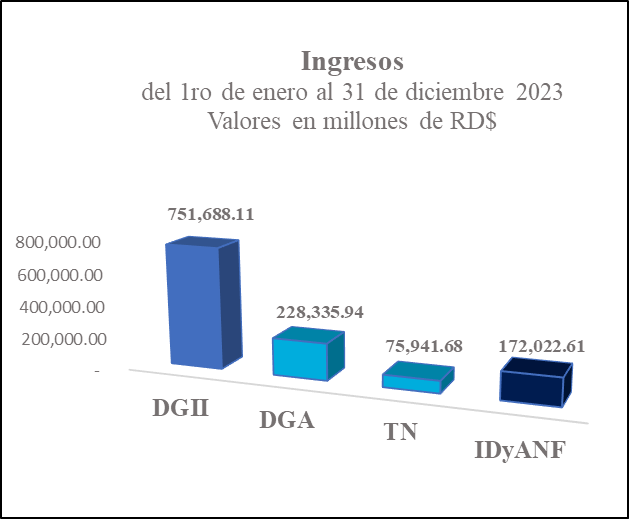 Ingresos
del 1ro de enero al 31 de diciembre 2023
Valores en millones de RD$
751,688.11
228,335.94
75,941.68
172,022.61
800,000.00
600,000.00
400,000.00
200,000.00
-
DGII
DGA
TN
IDyANF